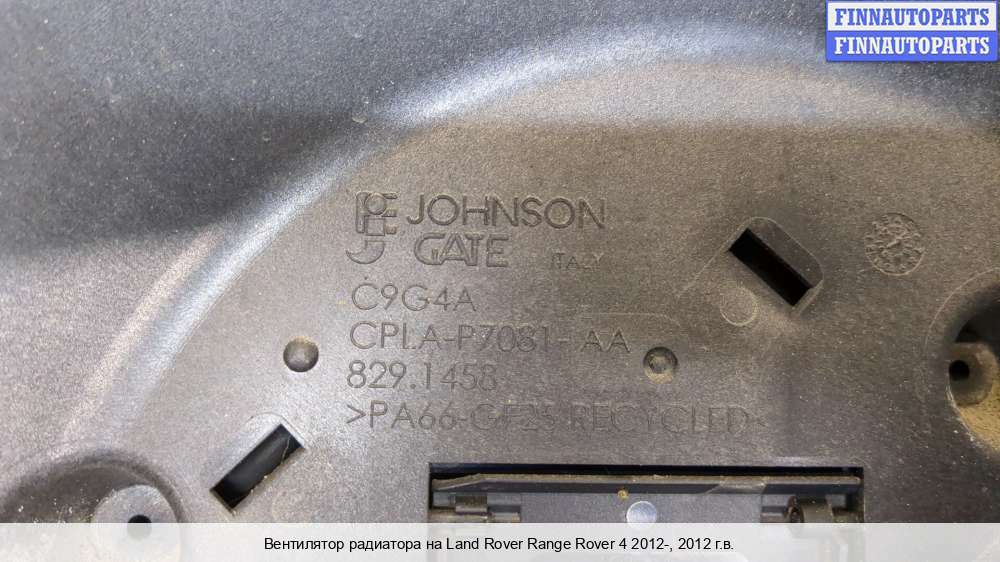 FINNAUTOPARTS
FINNAUTOPARTS
JOHNSON
GATE ITALY
C9G4A
CPLA-P7081-AA
829.1458
>PA66-GF25 RECYCLED<
Вентилятор радиатора на Land Rover Range Rover 4 2012-, 2012 г.в.